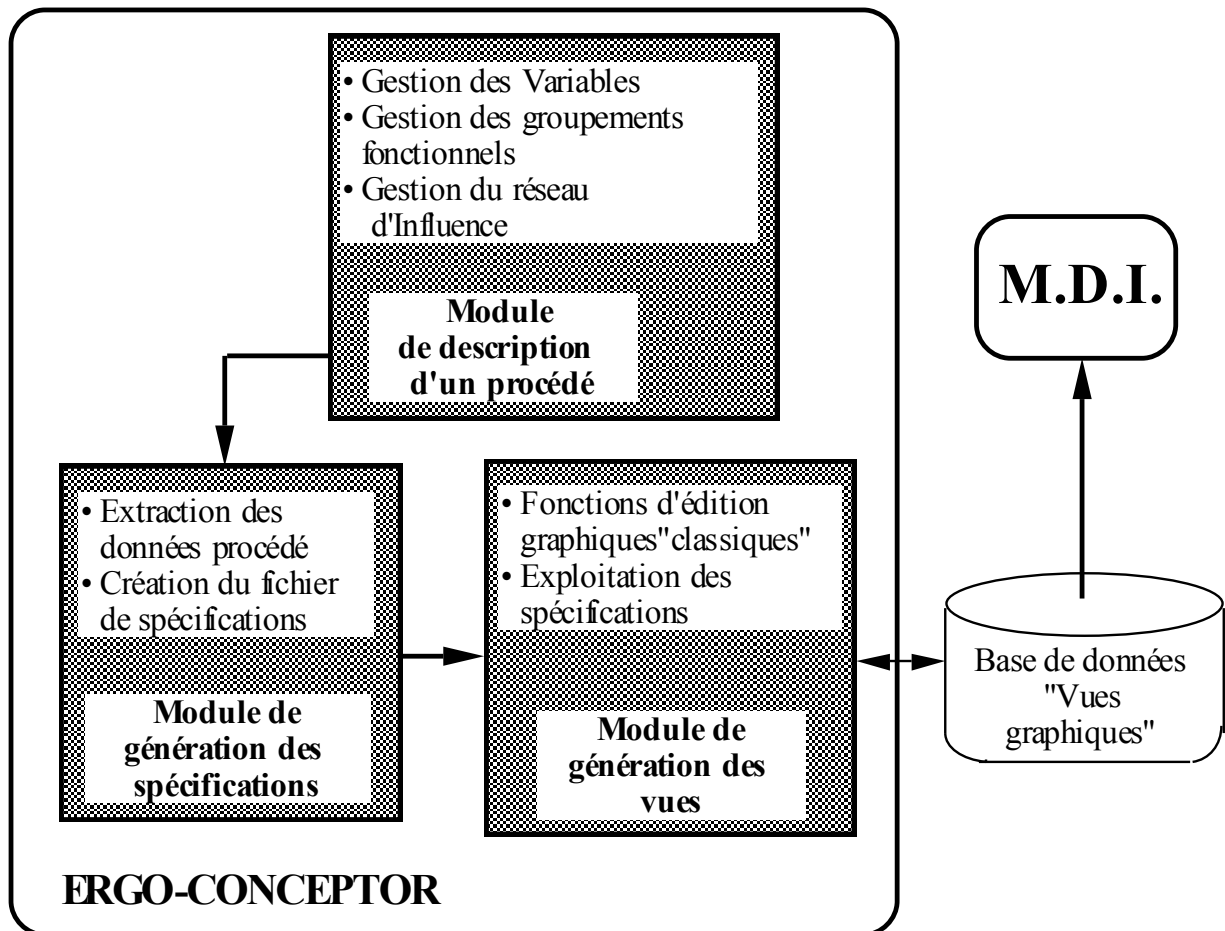 • Gestion des Variables
• Gestion des groupements
fonctionnels
• Gestion du réseau
d'Influence
Module
de description
d'un procédé
M.D.I.
• Extraction des
données procédé
• Création du fichier
de spécifications
Module de
génération des
spécifications
• Fonctions d'édition
graphiques"classiques"
• Exploitation des
spécifications
Module de
génération des
vues
Base de données
"Vues
graphiques"
ERGO-CONCEPTOR